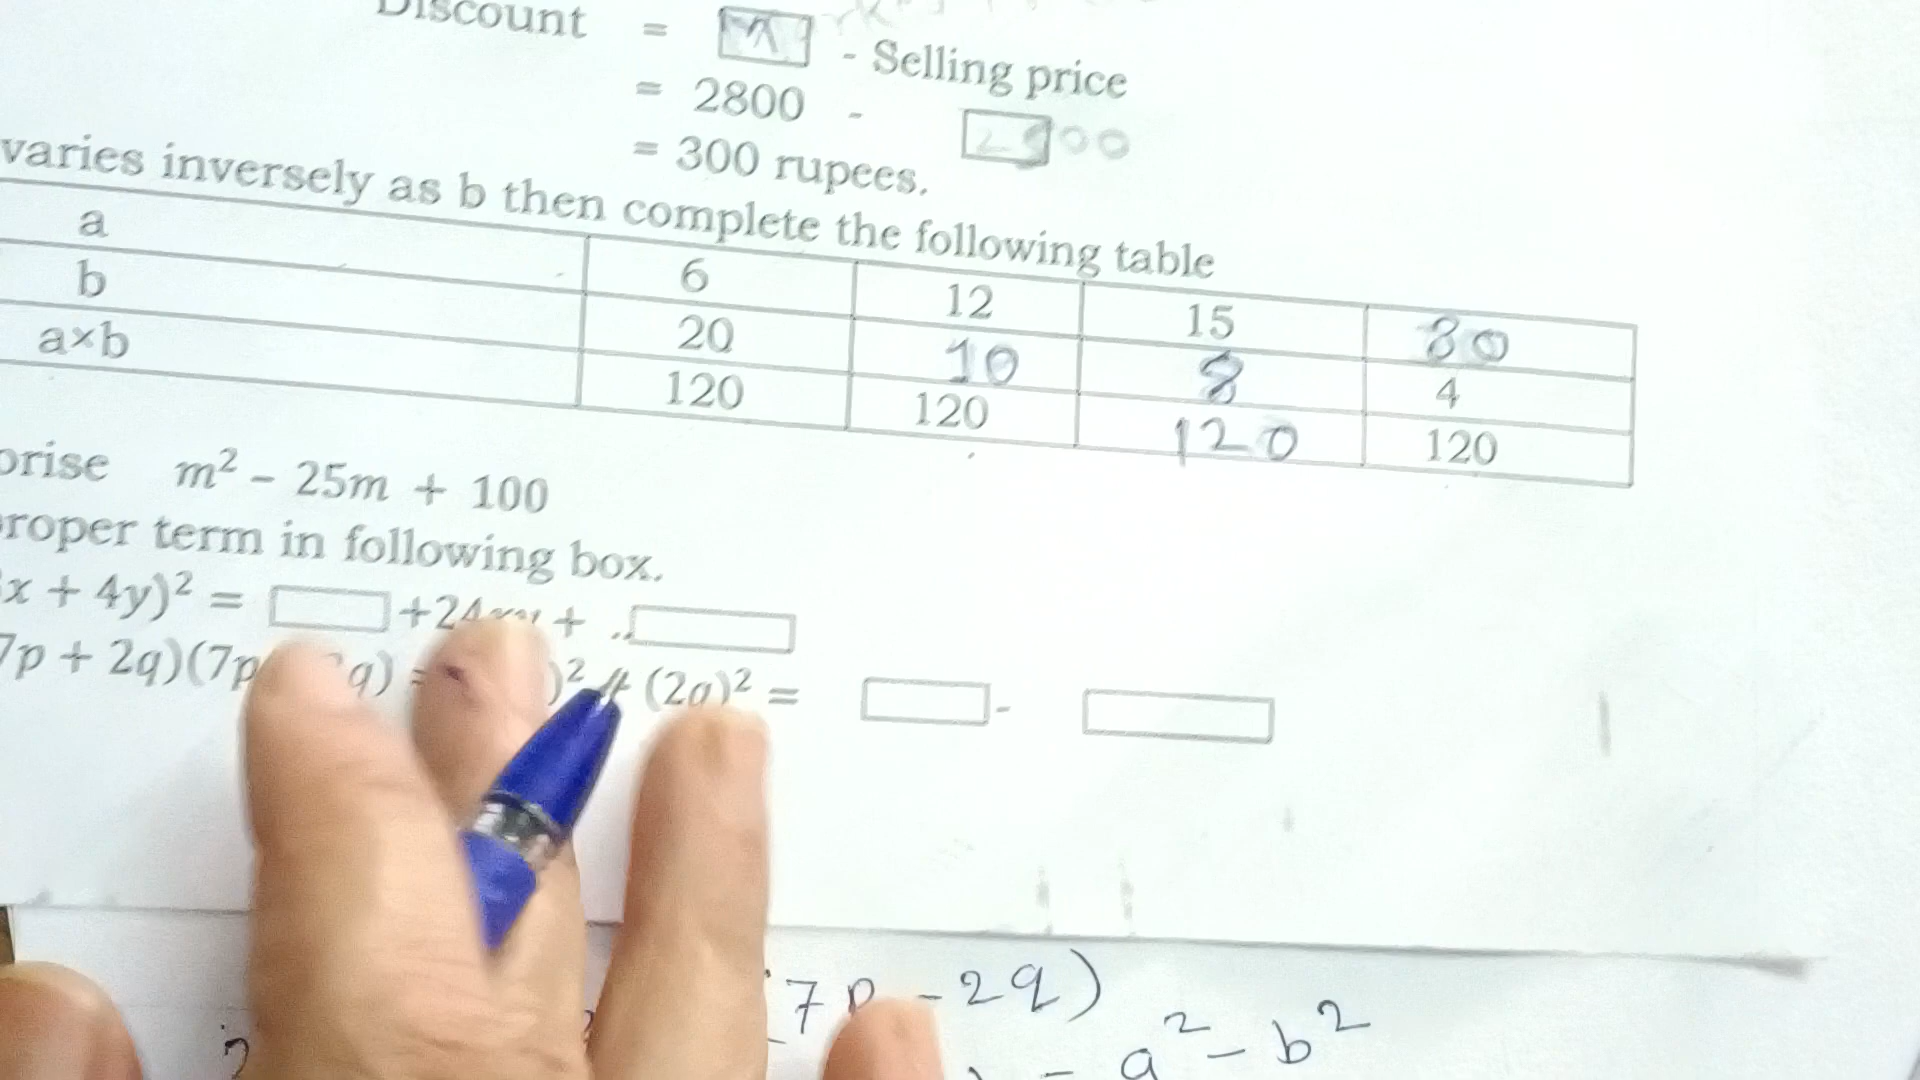 Discount = - Selling price
= 2800 - 2500
= 300 rupees.
varies inversely as b then complete the following table
a 6 12 15 30
b 20 10 8 4
a×b 120 120 120 120
orise m² - 25m + 100
roper term in following box.
x + 4y)² = +24 + ..
7p + 2q)(7p q) = )² (2q)² = -
(7p - 2q)
= a² - b²